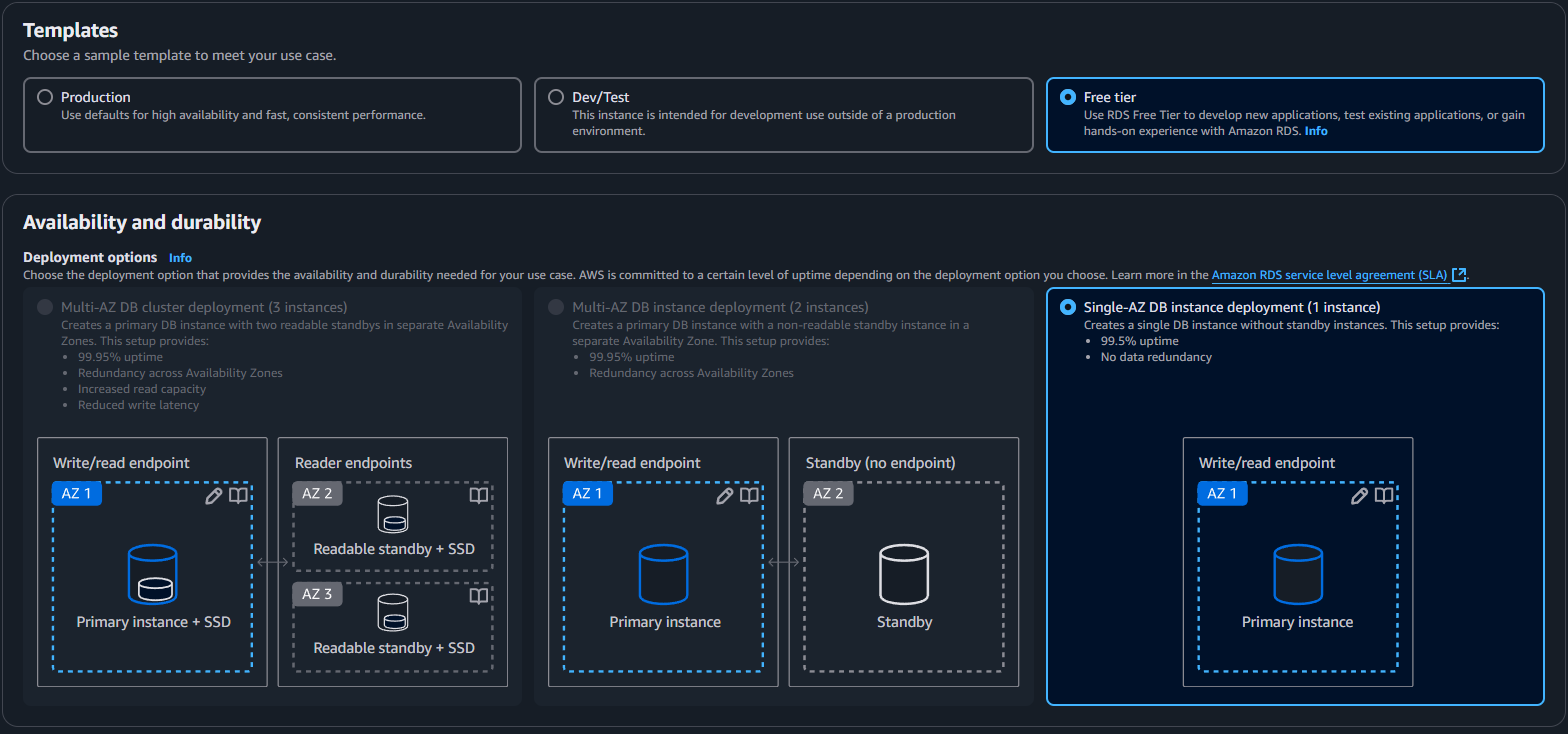 Templates
Choose a sample template to meet your use case.
Production
Use defaults for high availability and fast, consistent performance.
Dev/Test
This instance is intended for development use outside of a production
environment.
Free tier
Use RDS Free Tier to develop new applications, test existing applications, or gain
hands-on experience with Amazon RDS. Info
Availability and durability
Deployment options Info
Choose the deployment option that provides the availability and durability needed for your use case. AWS is committed to a certain level of uptime depending on the deployment option you choose. Learn more in the Amazon RDS service level agreement (SLA).
Multi-AZ DB cluster deployment (3 instances)
Creates a primary DB instance with two readable standbys in separate Availability
Zones. This setup provides:
• 99.95% uptime
• Redundancy across Availability Zones
• Increased read capacity
• Reduced write latency
Write/read endpoint
AZ 1
Primary instance + SSD
Reader endpoints
AZ 2
Readable standby + SSD
AZ 3
Readable standby + SSD
Multi-AZ DB instance deployment (2 instances)
Creates a primary DB instance with a non-readable standby instance in a
separate Availability Zone. This setup provides:
• 99.95% uptime
• Redundancy across Availability Zones
Write/read endpoint
AZ 1
Primary instance
Standby (no endpoint)
AZ 2
Standby
Single-AZ DB instance deployment (1 instance)
Creates a single DB instance without standby instances. This setup provides:
• 99.5% uptime
• No data redundancy
Write/read endpoint
AZ 1
Primary instance